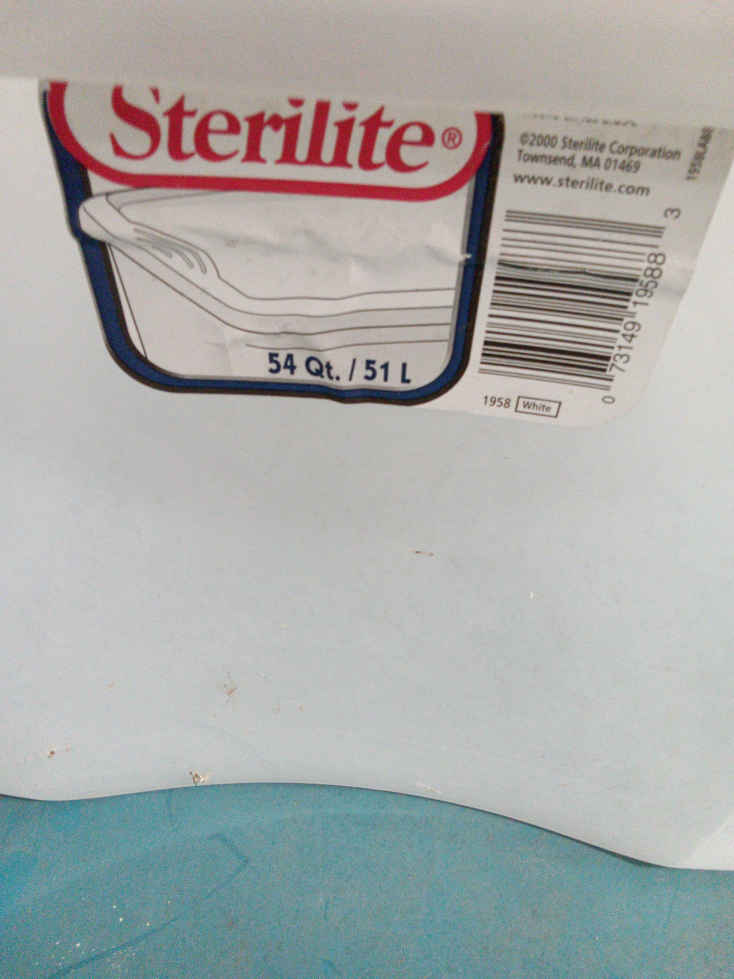 Sterilite®
54 Qt. / 51 L
©2000 Sterilite Corporation
Townsend, MA 01469
www.sterilite.com
0 73149 19588 3
1958 White